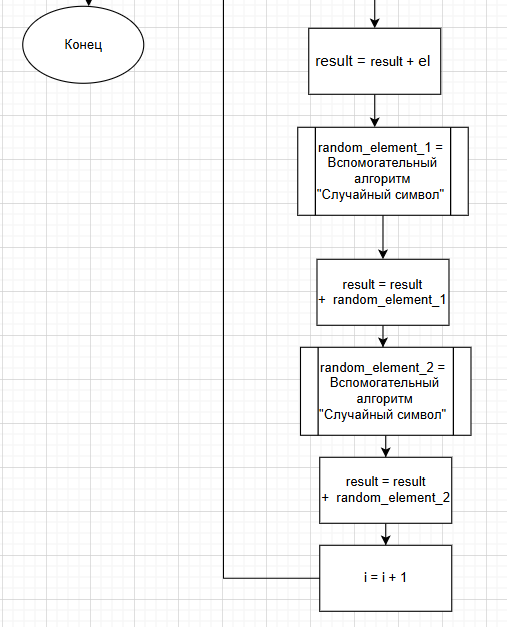 Конец
result = result + el
random_element_1 =
Вспомогательный
алгоритм
"Случайный символ"
result = result
+ random_element_1
random_element_2 =
Вспомогательный
алгоритм
"Случайный символ"
result = result
+ random_element_2
i = i + 1